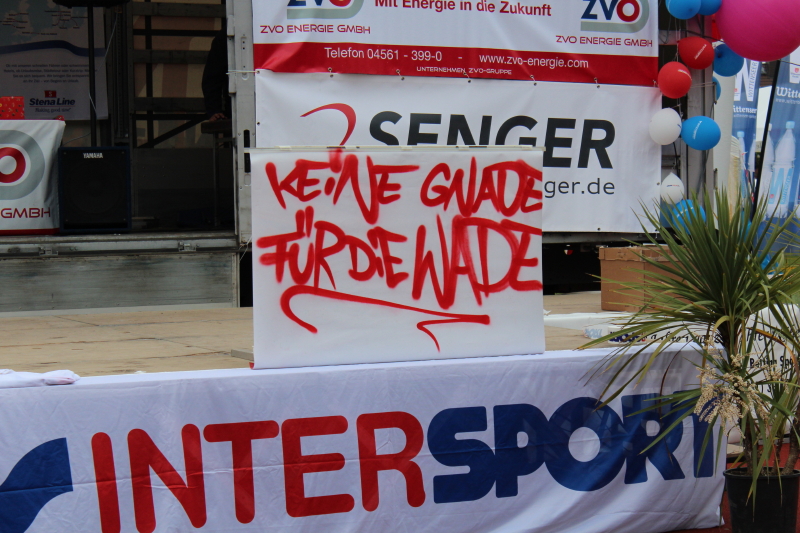 ZVO
Mit Energie in die Zukunft
ZVO
ZVO ENERGIE GMBH
ZVO ENERGIE GMBH
Telefon 04561 - 399-0 - www.zvo-energie.com
UNTERNEHMEN ZVO-GRUPPE
Stena Line
SENGER
ger.de
YAMAHA
GMBH
KEINE GNADE
FÜR DIE WADE
INTERSPORT